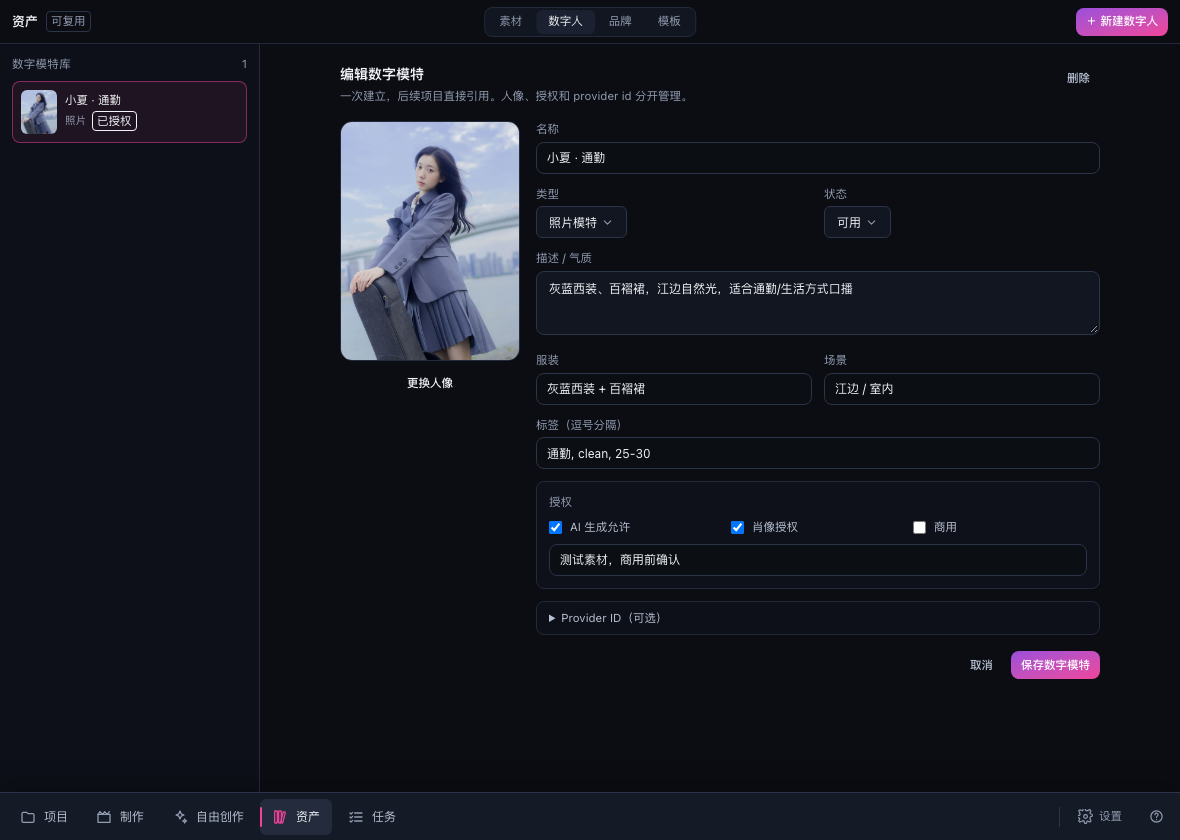 资产 可复用 素材 数字人 品牌 模板 + 新建数字人
数字模特库 1
小夏 · 通勤
照片 已授权
编辑数字模特 删除
一次建立，后续项目直接引用。人像、授权和 provider id 分开管理。
更换人像
名称
小夏 · 通勤
类型 状态
照片模特 可用
描述 / 气质
灰蓝西装、百褶裙，江边自然光，适合通勤/生活方式口播
服装 场景
灰蓝西装 + 百褶裙 江边 / 室内
标签（逗号分隔）
通勤, clean, 25-30
授权
AI 生成允许 肖像授权 商用
测试素材，商用前确认
Provider ID（可选）
取消 保存数字模特
项目 制作 自由创作 资产 任务 设置